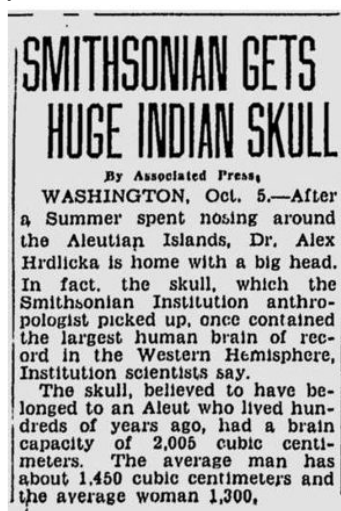 SMITHSONIAN GETS
HUGE INDIAN SKULL
By Associated Press,
WASHINGTON, Oct. 5.—After
a Summer spent nosing around
the Aleutian Islands, Dr. Alex
Hrdlicka is home with a big head.
In fact, the skull, which the
Smithsonian Institution anthro-
pologist picked up, once contained
the largest human brain of rec-
ord in the Western Hemisphere,
Institution scientists say.
The skull, believed to have be-
longed to an Aleut who lived hun-
dreds of years ago, had a brain
capacity of 2,005 cubic centi-
meters. The average man has
about 1,450 cubic centimeters and
the average woman 1,300,